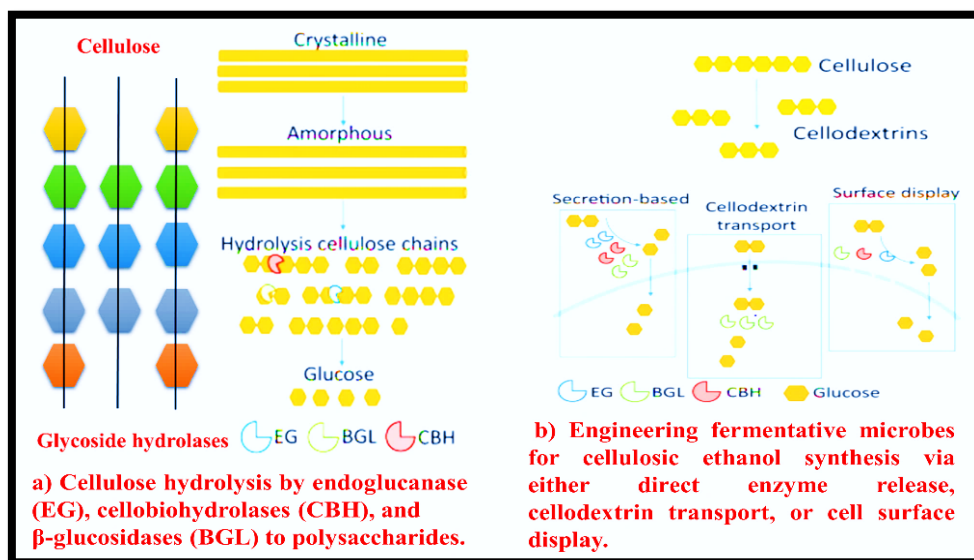 Cellulose
Crystalline
Amorphous
Hydrolysis cellulose chains
Glucose
Glycoside hydrolases
EG
BGL
CBH
a) Cellulose hydrolysis by endoglucanase
(EG), cellobiohydrolases (CBH), and
β-glucosidases (BGL) to polysaccharides.
Cellulose
Cellodextrins
Secretion-based
Cellodextrin
transport
Surface display
EG
BGL
CBH
Glucose
b) Engineering fermentative microbes
for cellulosic ethanol synthesis via
either direct enzyme release,
cellodextrin transport, or cell surface
display.